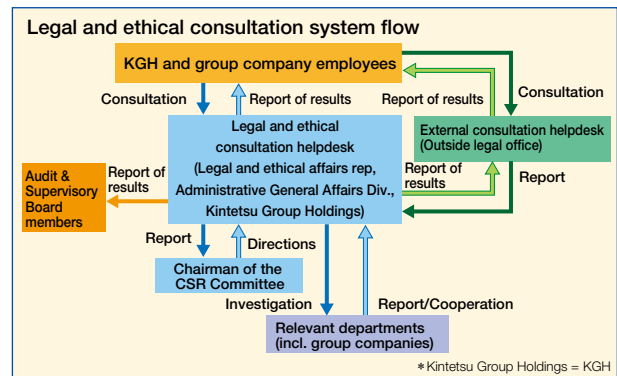 Legal and ethical consultation system flow
KGH and group company employees
Consultation
Report of results
Report of results
Consultation
Legal and ethical
consultation helpdesk
(Legal and ethical affairs rep,
Administrative General Affairs Div.,
Kintetsu Group Holdings)
External consultation helpdesk
(Outside legal office)
Audit &
Supervisory
Board
members
Report of
results
Report of
results
Report
Report
Directions
Chairman of the
CSR Committee
Investigation
Report/Cooperation
Relevant departments
(incl. group companies)
*Kintetsu Group Holdings = KGH